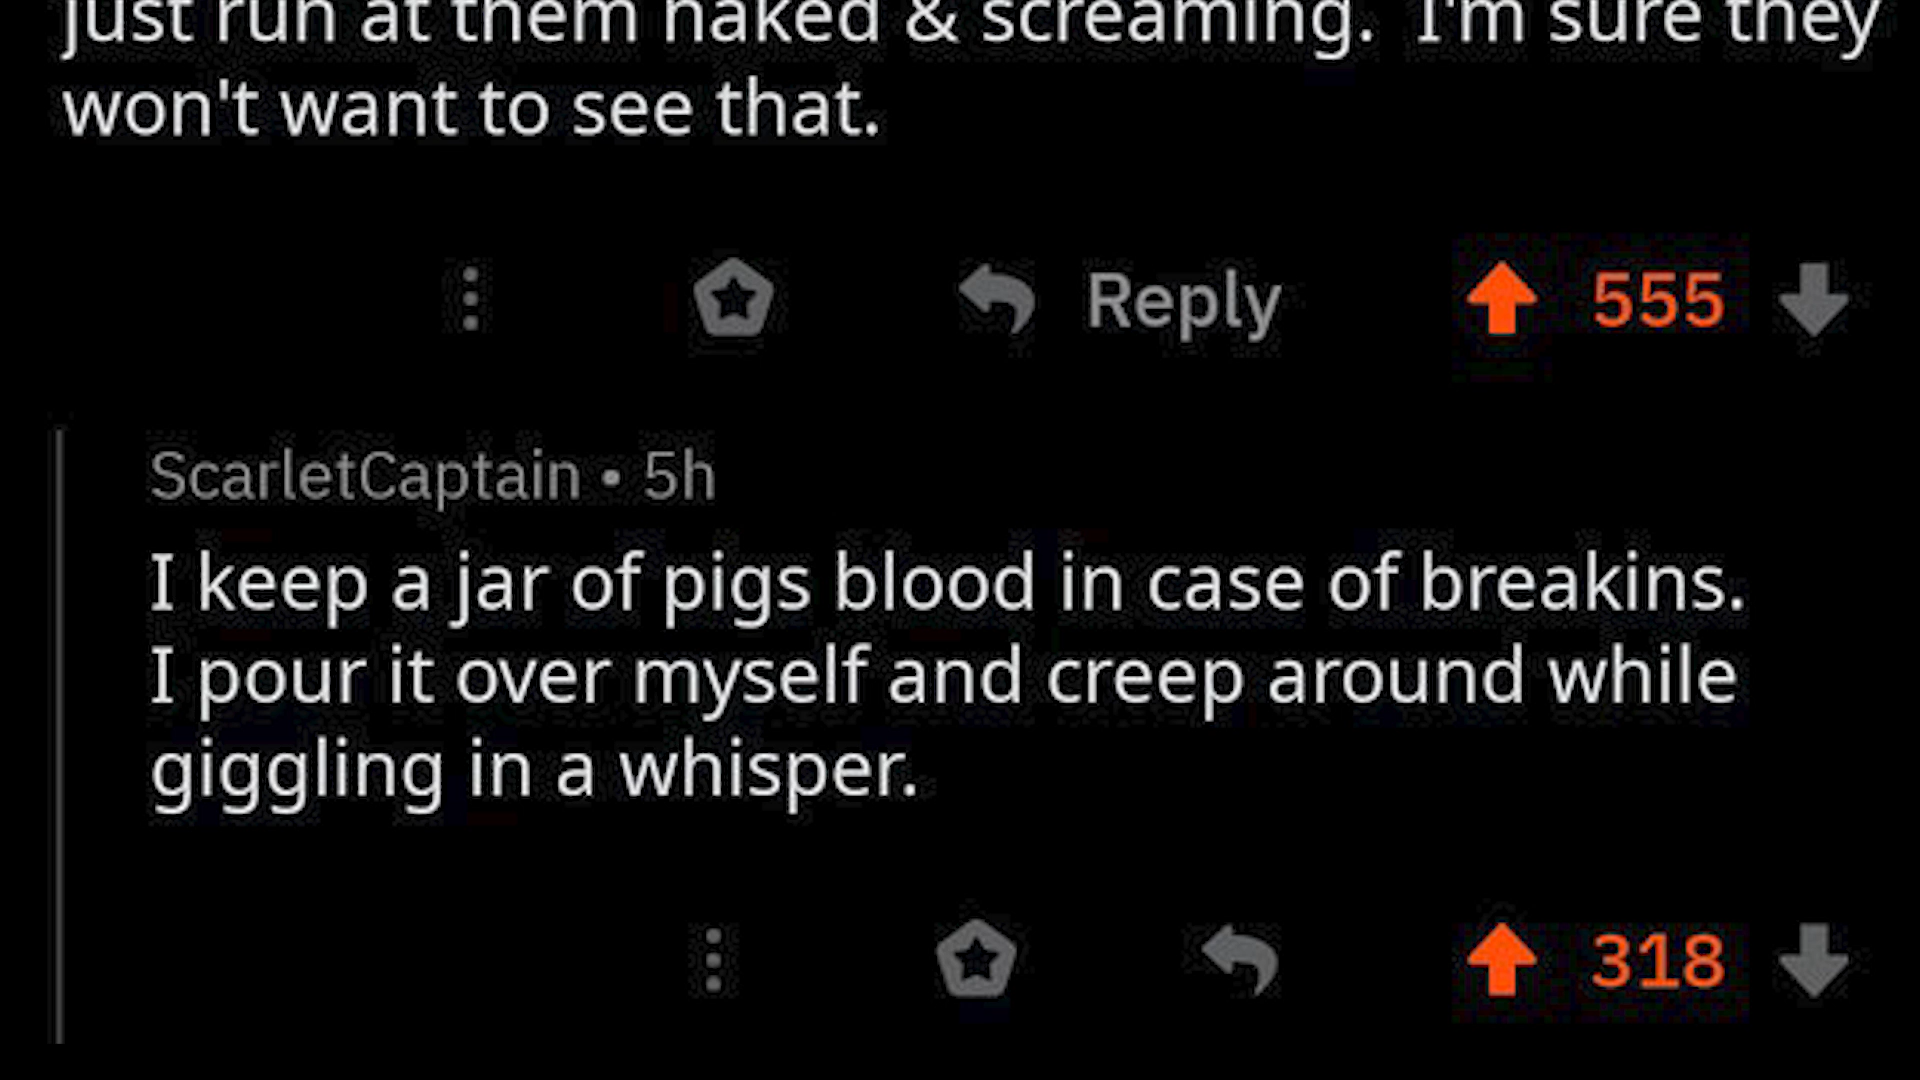 just run at them naked & screaming.  I'm sure they
won't want to see that.
Reply 555
ScarletCaptain • 5h
I keep a jar of pigs blood in case of breakins.
I pour it over myself and creep around while
giggling in a whisper.
318